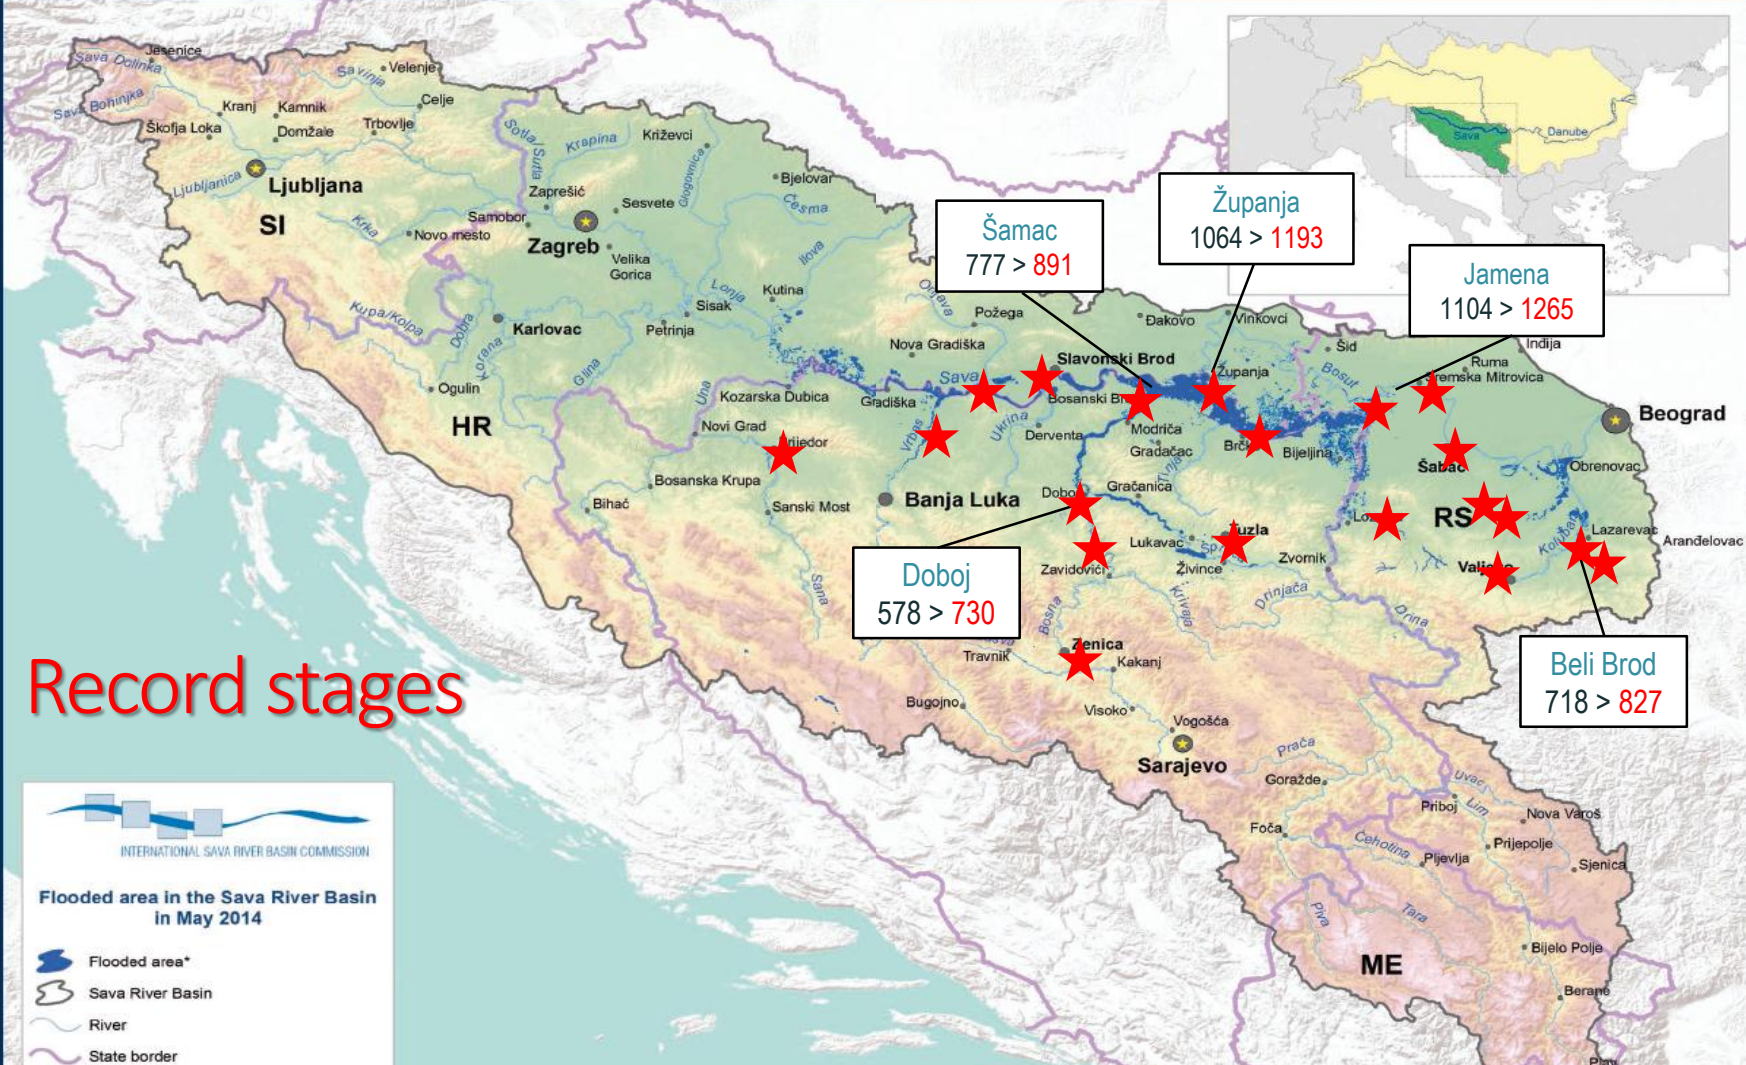 Jesenice
Sava Dolinka
Sava Bohinjka
Velenje
Savinja
Celje
Kranj
Kamnik
Škofja Loka
Domžale
Trbovlje
Ljubljanica
Ljubljana
SI
Krka
Novo mesto
Sotla/Sutla
Krapina
Križevci
Glogovnica
Bjelovar
Česma
Zaprešić
Sesvete
Samobor
Zagreb
Velika
Gorica
Ilova
Lonja
Kutina
Sisak
Petrinja
Kupa/Kolpa
Dobra
Korana
Karlovac
Glina
Ogulin
HR
Una
Orljava
Požega
Nova Gradiška
Đakovo
Vinkovci
Slavonski Brod
Sava
Kozarska Dubica
Gradiška
Novi Grad
Prijedor
Bosanska Krupa
Bihać
Sanski Most
Sana
Banja Luka
Vrbas
Ukrina
Derventa
Modriča
Gradačac
Tinja
Bijeljina
Županja
Bosut
Šid
Inđija
Ruma
Sremska Mitrovica
Beograd
Obrenovac
RS
Kolubara
Lazarevac
Aranđelovac
Gračanica
Lukavac
Živince
Zvornik
Zavidovići
Bosna
Krivaja
Drinjača
Drina
Zenica
Travnik
Kakanj
Bugojno
Visoko
Vogošća
Sarajevo
Prača
Goražde
Foča
Uvac
Lim
Priboj
Nova Varoš
Prijepolje
Sjenica
Ćehotina
Pljevlja
Piva
Tara
Bijelo Polje
Berane
ME
Danube
Sava
Šamac
777 > 891
Županja
1064 > 1193
Jamena
1104 > 1265
Doboj
578 > 730
Beli Brod
718 > 827
Record stages
INTERNATIONAL SAVA RIVER BASIN COMMISSION
Flooded area in the Sava River Basin
in May 2014
Flooded area*
Sava River Basin
River
State border